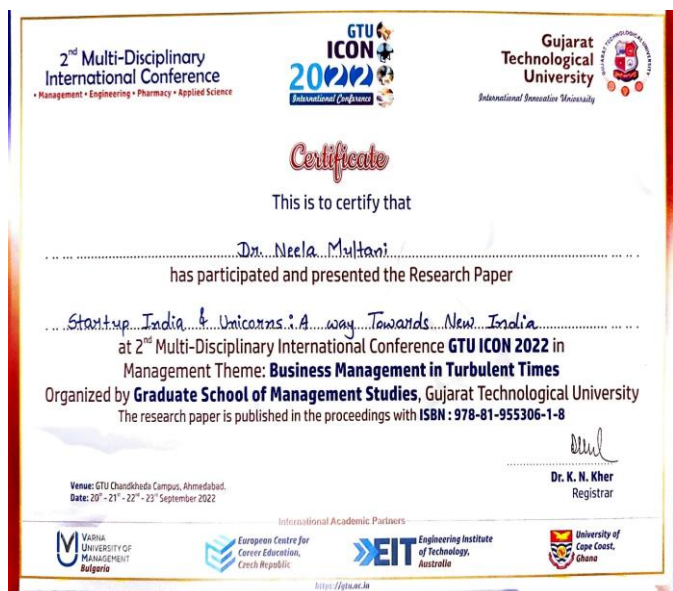 2nd Multi-Disciplinary
International Conference
• Management • Engineering • Pharmacy • Applied Science
GTU
ICON
2022
International Conference
Gujarat
Technological
University
International Innovative University
GUJARAT TECHNOLOGICAL UNIVERSITY
Certificate
This is to certify that
Dr. Neela Multani
has participated and presented the Research Paper
Startup India & Unicorns : A way Towards New India
at 2nd Multi-Disciplinary International Conference GTU ICON 2022 in
Management Theme: Business Management in Turbulent Times
Organized by Graduate School of Management Studies, Gujarat Technological University
The research paper is published in the proceedings with ISBN : 978-81-955306-1-8
Dr. K. N. Kher
Registrar
Venue: GTU Chandkheda Campus, Ahmedabad.
Date: 20th - 21st - 22nd - 23rd September 2022
International Academic Partners
VARNA
UNIVERSITY OF
MANAGEMENT
Bulgaria
European Centre for
Career Education,
Czech Republic
EIT
Engineering Institute
of Technology,
Australia
University of
Cape Coast,
Ghana
https://gtu.ac.in